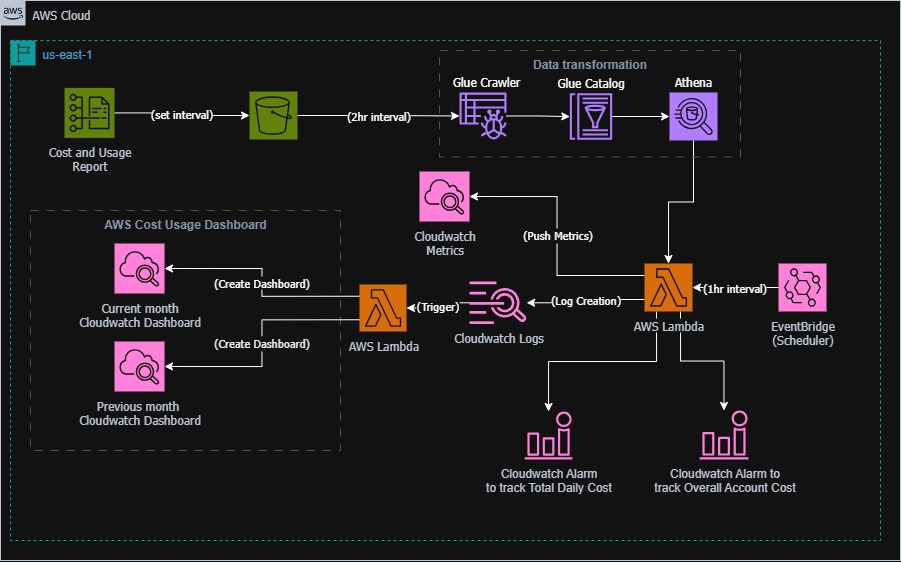 aws
AWS Cloud
us-east-1
Data transformation
Glue Crawler
Glue Catalog
Athena
(set interval)
(2hr interval)
Cost and Usage
Report
Cloudwatch
Metrics
(Push Metrics)
AWS Cost Usage Dashboard
(Create Dashboard)
Current month
Cloudwatch Dashboard
(Create Dashboard)
Previous month
Cloudwatch Dashboard
AWS Lambda
(Trigger)
Cloudwatch Logs
(Log Creation)
AWS Lambda
(1hr interval)
EventBridge
(Scheduler)
Cloudwatch Alarm
to track Total Daily Cost
Cloudwatch Alarm to
track Overall Account Cost